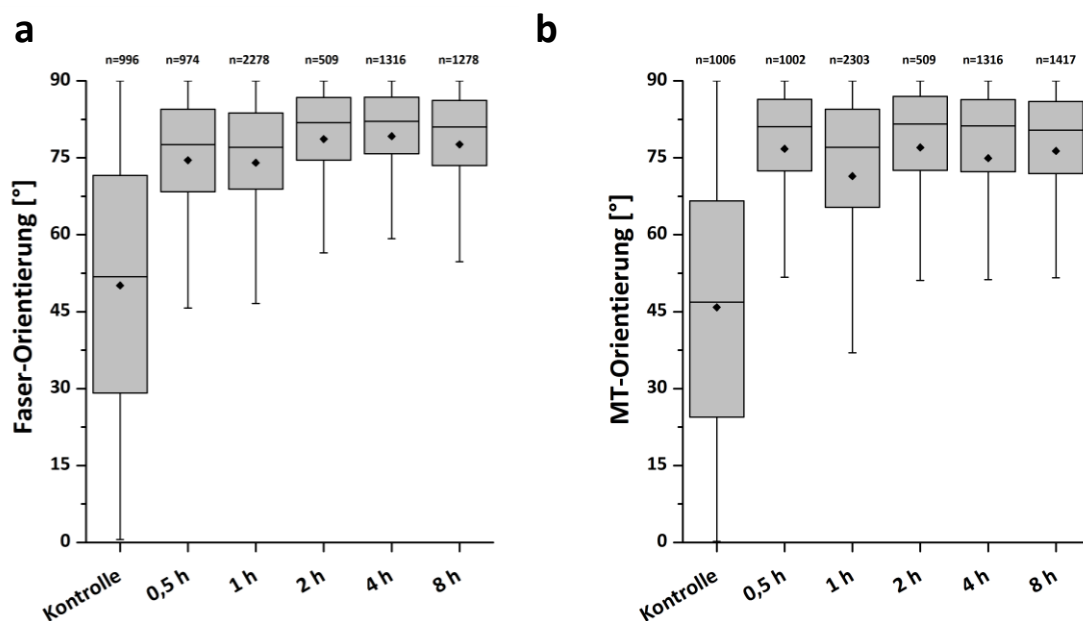 a
n=996 n=974 n=2278 n=509 n=1316 n=1278
Faser-Orientierung [°]
90
75
60
45
30
15
0
Kontrolle 0,5 h 1 h 2 h 4 h 8 h
b
n=1006 n=1002 n=2303 n=509 n=1316 n=1417
MT-Orientierung [°]
90
75
60
45
30
15
0
Kontrolle 0,5 h 1 h 2 h 4 h 8 h